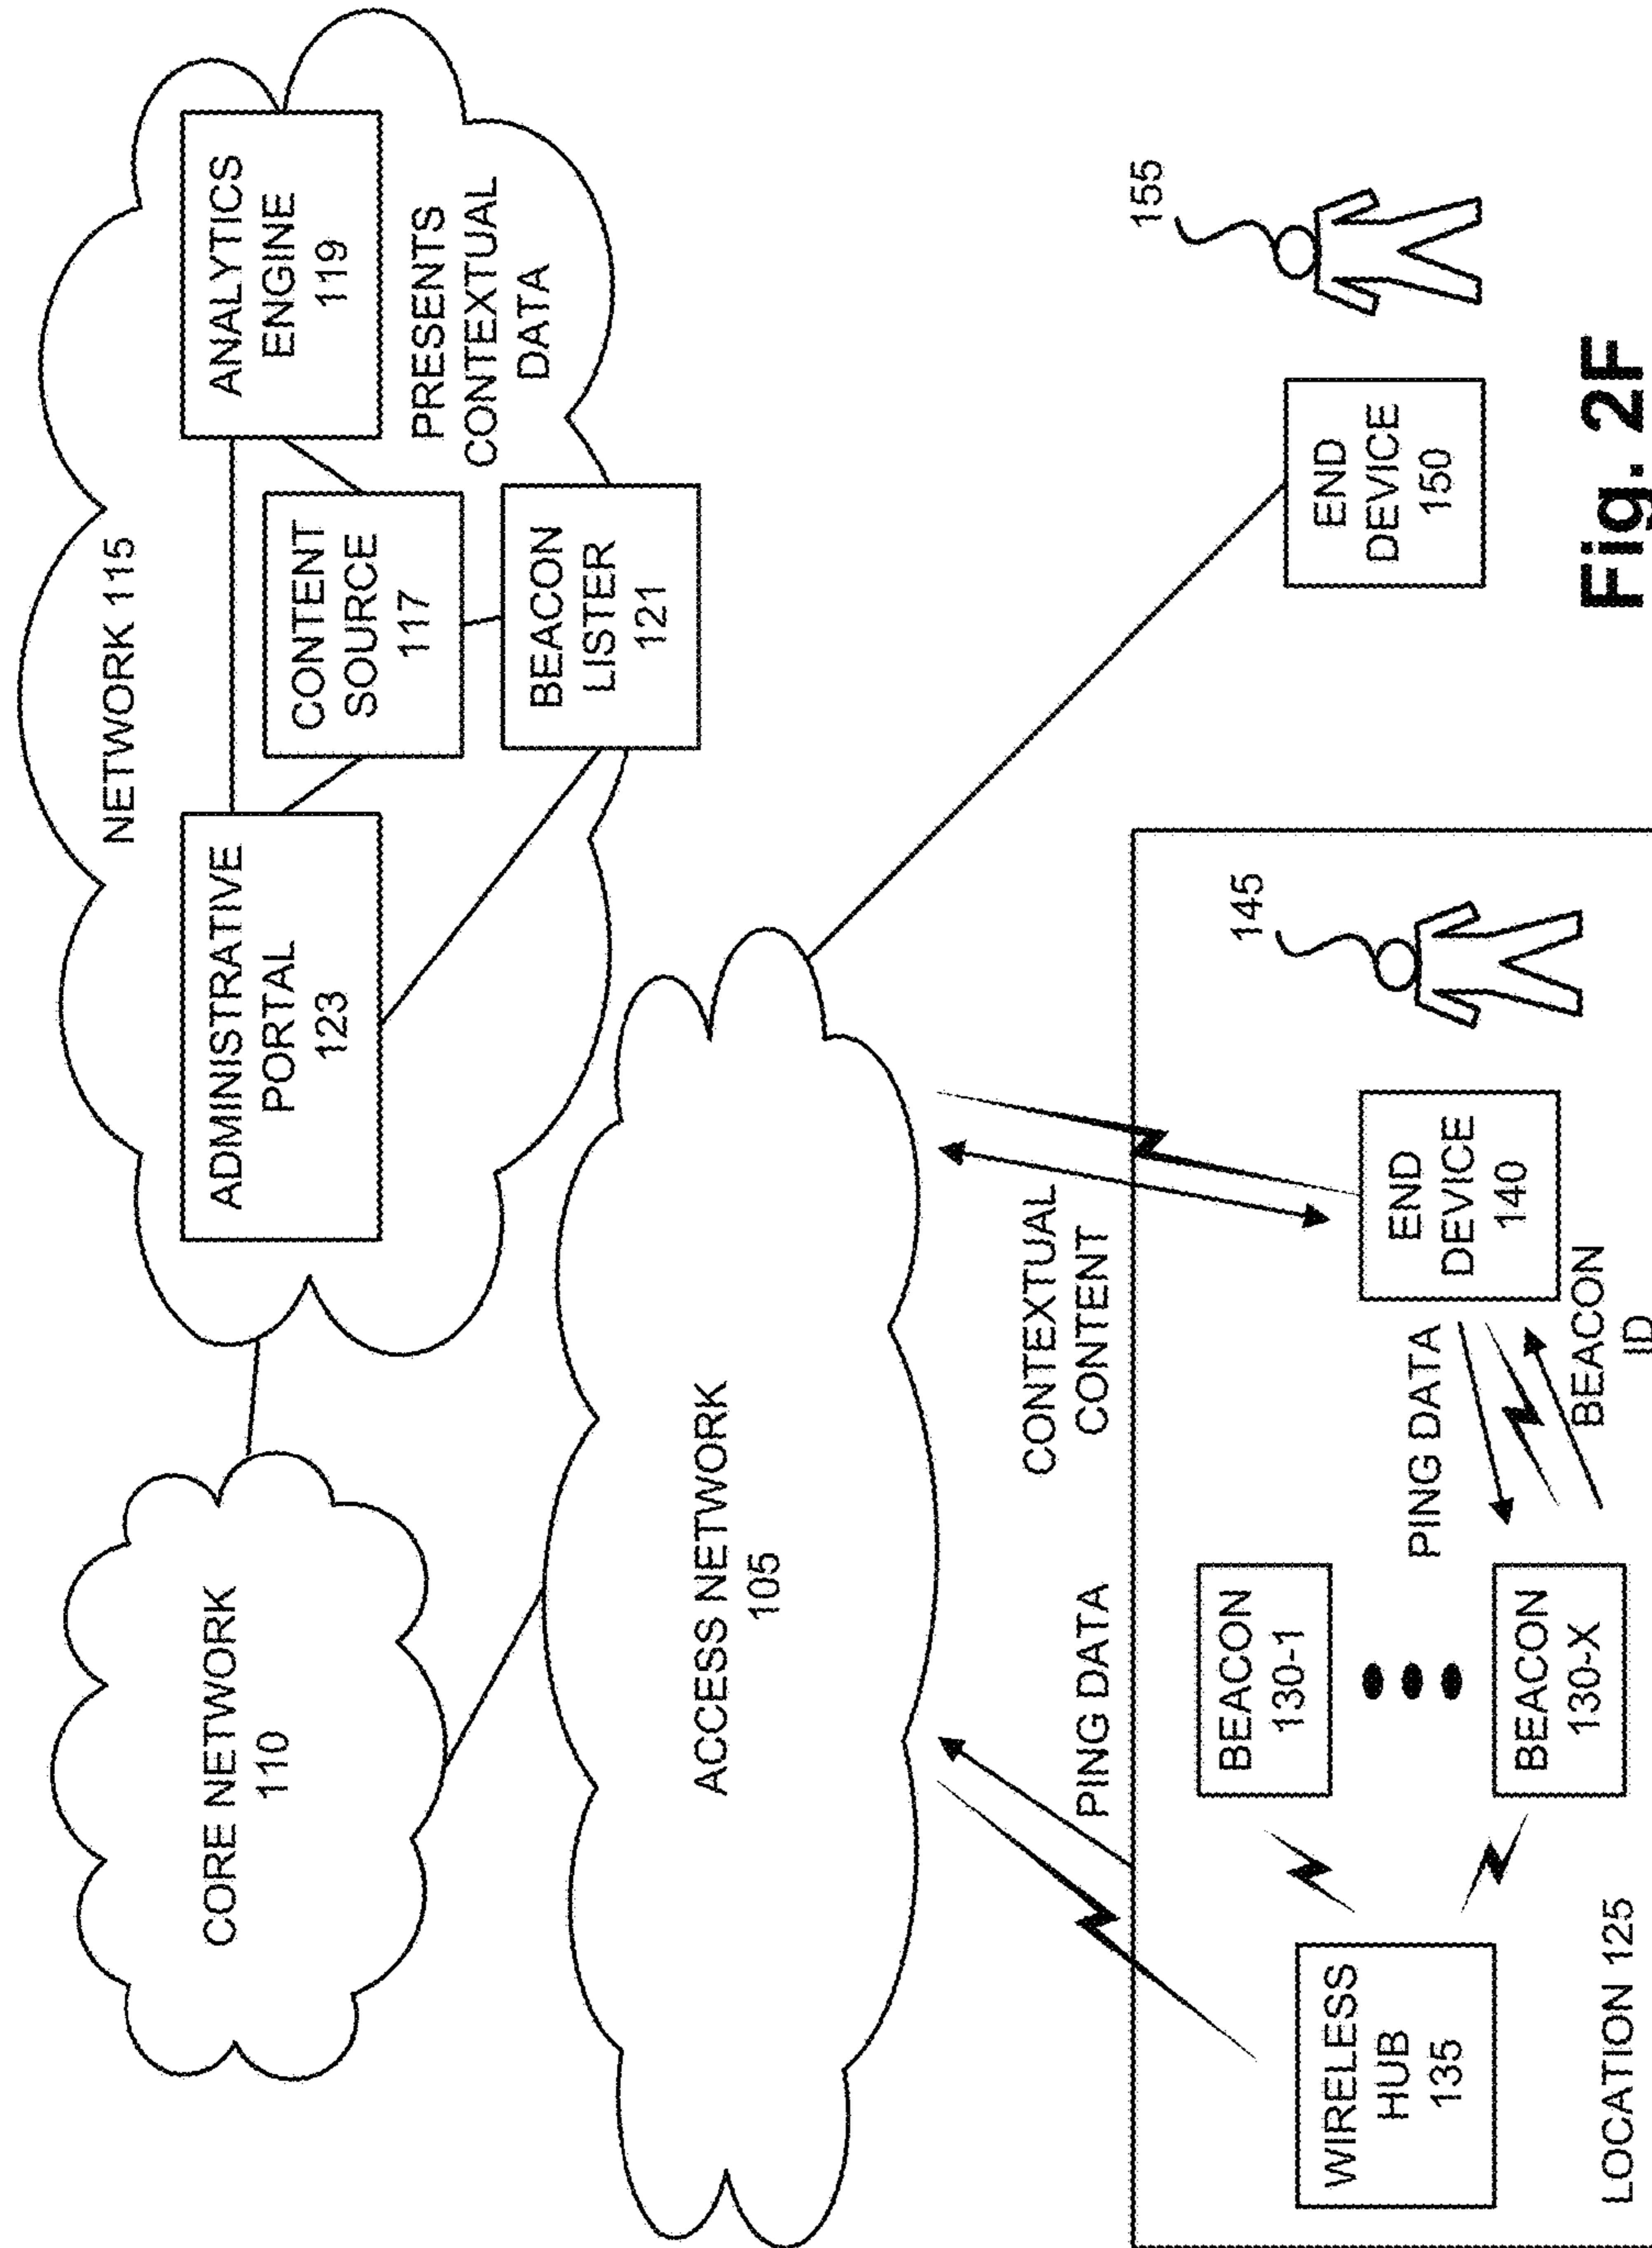 NETWORK 115
ADMINISTRATIVE
PORTAL
123
ANALYTICS
ENGINE
119
CONTENT
SOURCE
117
PRESENTS
CONTEXTUAL
DATA
BEACON
LISTER
121
CORE NETWORK
110
ACCESS NETWORK
105
PING DATA
CONTEXTUAL
CONTENT
WIRELESS
HUB
135
BEACON
130-1
BEACON
130-X
PING DATA
BEACON
ID
END
DEVICE
140
145
END
DEVICE
150
155
LOCATION 125
Fig. 2F